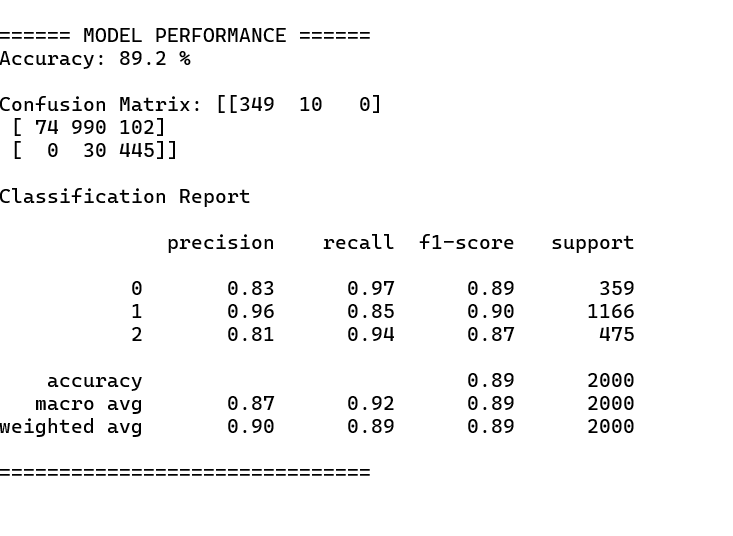 ====== MODEL PERFORMANCE ======
Accuracy: 89.2 %
Confusion Matrix: [[349  10   0]
 [ 74 990 102]
 [  0  30 445]]
Classification Report
              precision    recall  f1-score   support
           0       0.83      0.97      0.89       359
           1       0.96      0.85      0.90      1166
           2       0.81      0.94      0.87       475
    accuracy                           0.89      2000
   macro avg       0.87      0.92      0.89      2000
weighted avg       0.90      0.89      0.89      2000
===============================